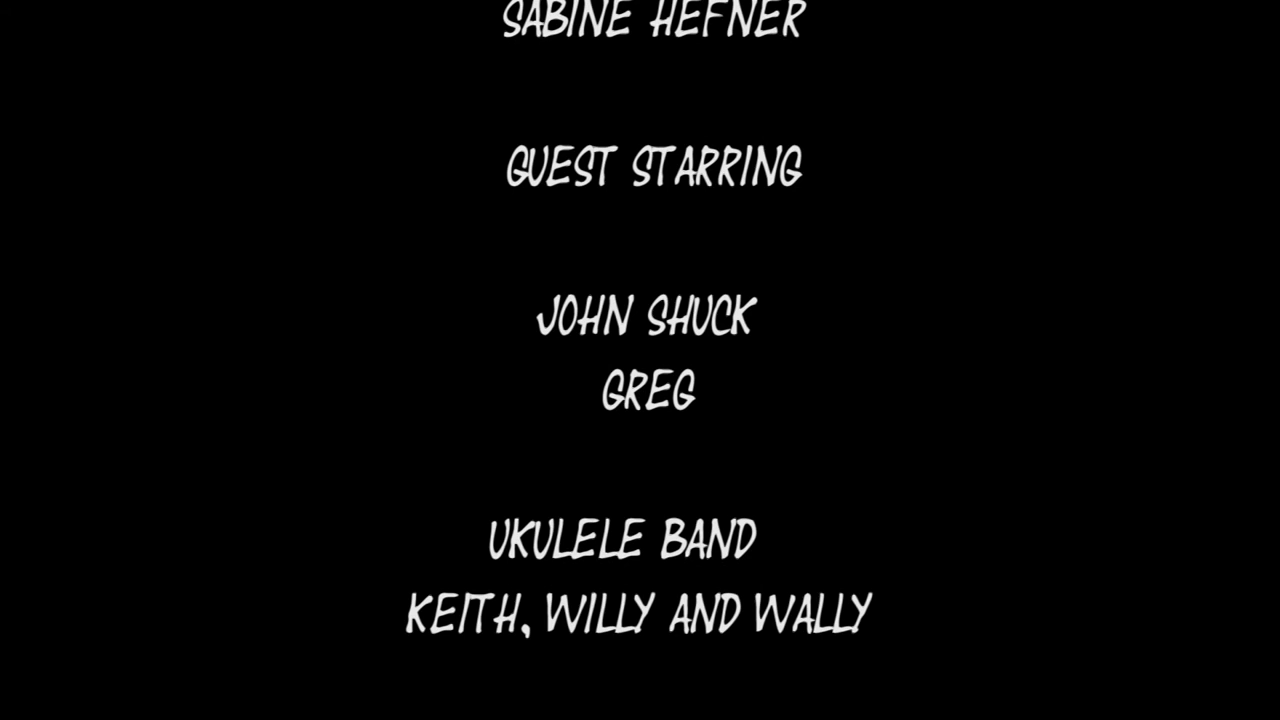 SABINE HEFNER
GUEST STARRING
JOHN SHUCK
GREG
UKULELE BAND
KEITH, WILLY AND WALLY